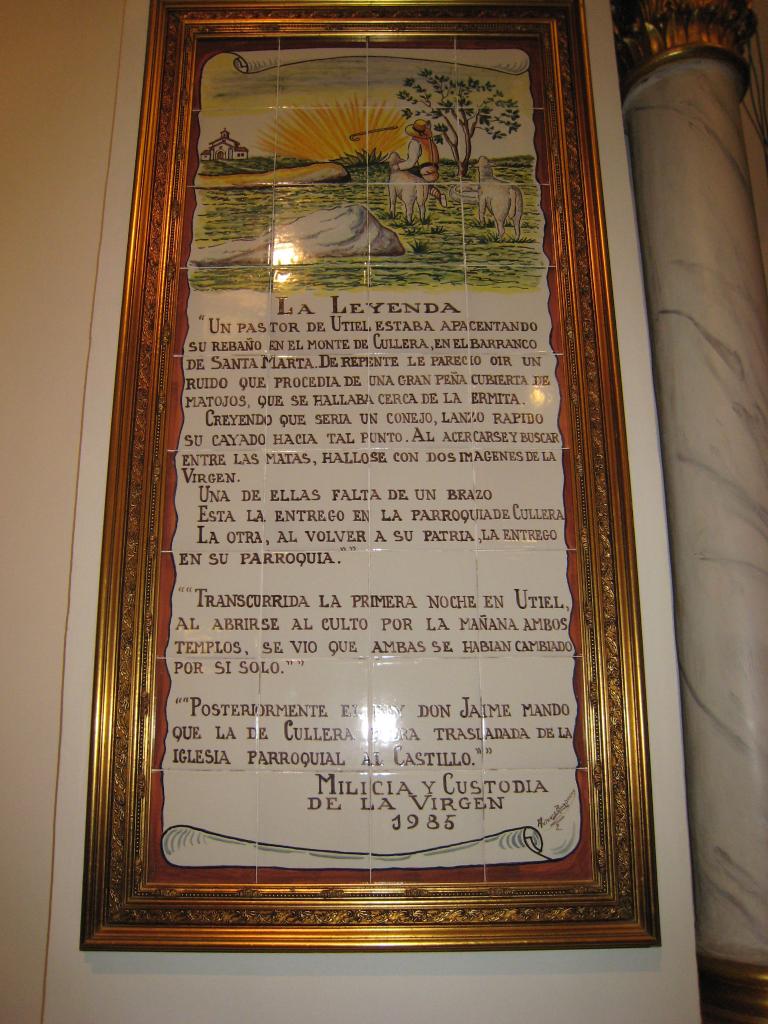 LA LEYENDA
"UN PASTOR DE UTIEL ESTABA APACENTANDO
SU REBAÑO EN EL MONTE DE CULLERA, EN EL BARRANCO
DE SANTA MARTA. DE REPENTE LE PARECIO OIR UN
RUIDO QUE PROCEDIA DE UNA GRAN PEÑA CUBIERTA DE
MATOJOS, QUE SE HALLABA CERCA DE LA ERMITA.
CREYENDO QUE SERIA UN CONEJO, LANZO RAPIDO
SU CAYADO HACIA TAL PUNTO. AL ACERCARSE Y BUSCAR
ENTRE LAS MATAS, HALLOSE CON DOS IMAGENES DE LA
VIRGEN.
UNA DE ELLAS FALTA DE UN BRAZO
ESTA LA ENTREGO EN LA PARROQUIA DE CULLERA
LA OTRA, AL VOLVER A SU PATRIA, LA ENTREGO
EN SU PARROQUIA.""
""TRANSCURRIDA LA PRIMERA NOCHE EN UTIEL,
AL ABRIRSE AL CULTO POR LA MAÑANA AMBOS
TEMPLOS, SE VIO QUE AMBAS SE HABIAN CAMBIADO
POR SI SOLO.""
""POSTERIORMENTE EL REY DON JAIME MANDO
QUE LA DE CULLERA FUERA TRASLADADA DE LA
IGLESIA PARROQUIAL AL CASTILLO.""
MILICIA Y CUSTODIA
DE LA VIRGEN
1985